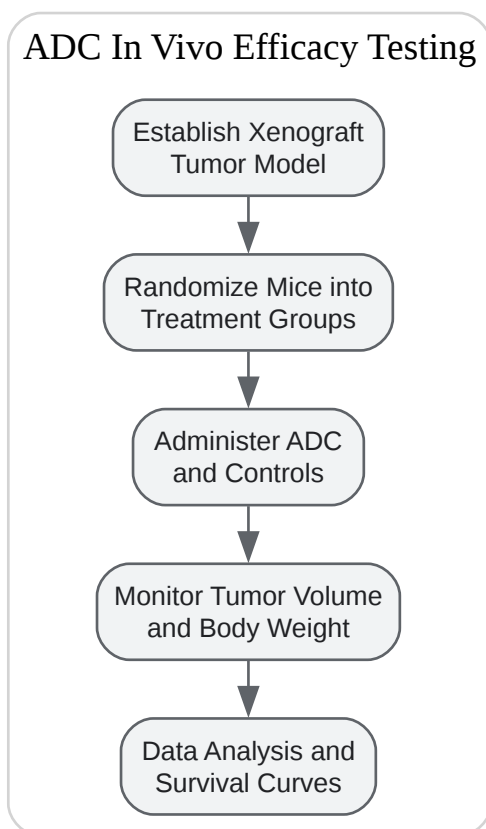 ADC In Vivo Efficacy Testing
Establish Xenograft
Tumor Model
Randomize Mice into
Treatment Groups
Administer ADC
and Controls
Monitor Tumor Volume
and Body Weight
Data Analysis and
Survival Curves